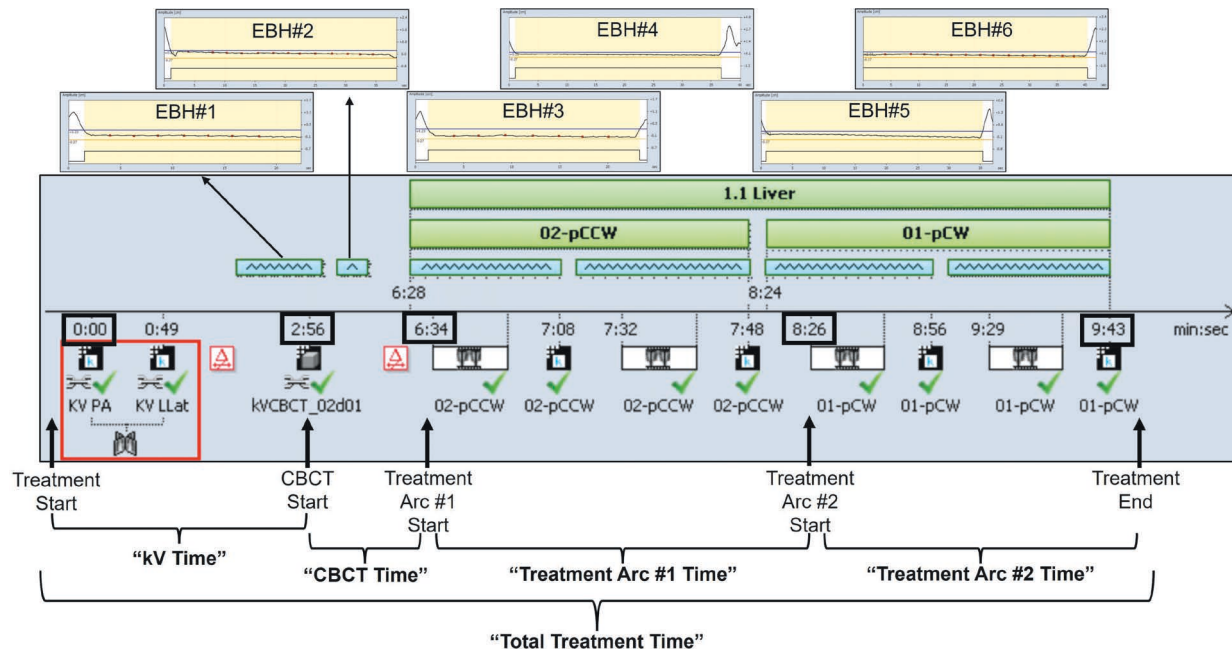 EBH#2
EBH#4
EBH#6
EBH#1
EBH#3
EBH#5
1.1 Liver
02-pCCW
01-pCW
6:28
8:24
0:00
0:49
2:56
6:34
7:08
7:32
7:48
8:26
8:56
9:29
9:43
min:sec
KV PA
KV LLat
kVCBCT_02d01
02-pCCW
02-pCCW
02-pCCW
02-pCCW
01-pCW
01-pCW
01-pCW
01-pCW
Treatment
Start
CBCT
Start
Treatment
Arc #1
Start
Treatment
Arc #2
Start
Treatment
End
“kV Time”
“CBCT Time”
“Treatment Arc #1 Time”
“Treatment Arc #2 Time”
“Total Treatment Time”